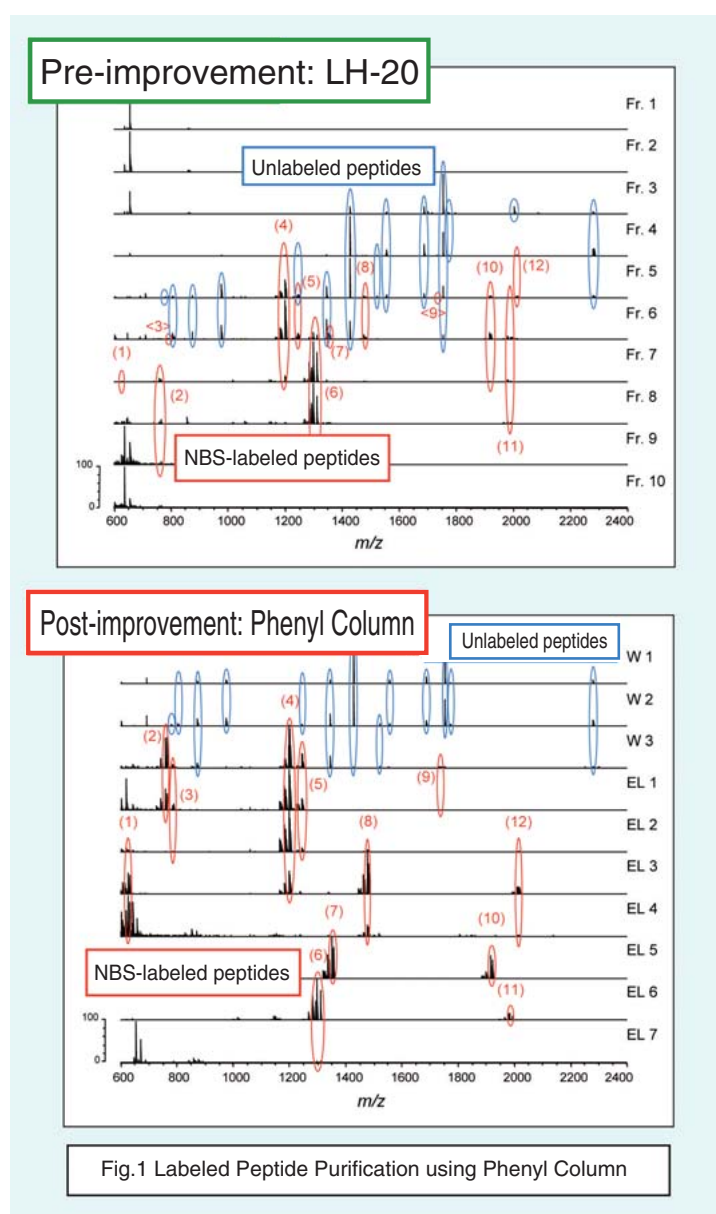 Pre-improvement: LH-20
Fr. 1
Fr. 2
Unlabeled peptides
Fr. 3
(4)
Fr. 4
(5)
(8)
(10)
(12)
Fr. 5
<3>
<9>
Fr. 6
(1)
(7)
Fr. 7
(2)
(6)
Fr. 8
(11)
NBS-labeled peptides
Fr. 9
100
Fr. 10
0
600 800 1000 1200 1400 1600 1800 2000 2200 2400
m/z
Post-improvement: Phenyl Column
Unlabeled peptides
W 1
(4)
W 2
(2)
W 3
(3)
(5)
(9)
EL 1
(1)
(8)
(12)
EL 2
EL 3
(7)
(10)
EL 4
NBS-labeled peptides
(6)
EL 5
(11)
EL 6
100
EL 7
0
600 800 1000 1200 1400 1600 1800 2000 2200 2400
m/z
Fig.1 Labeled Peptide Purification using Phenyl Column